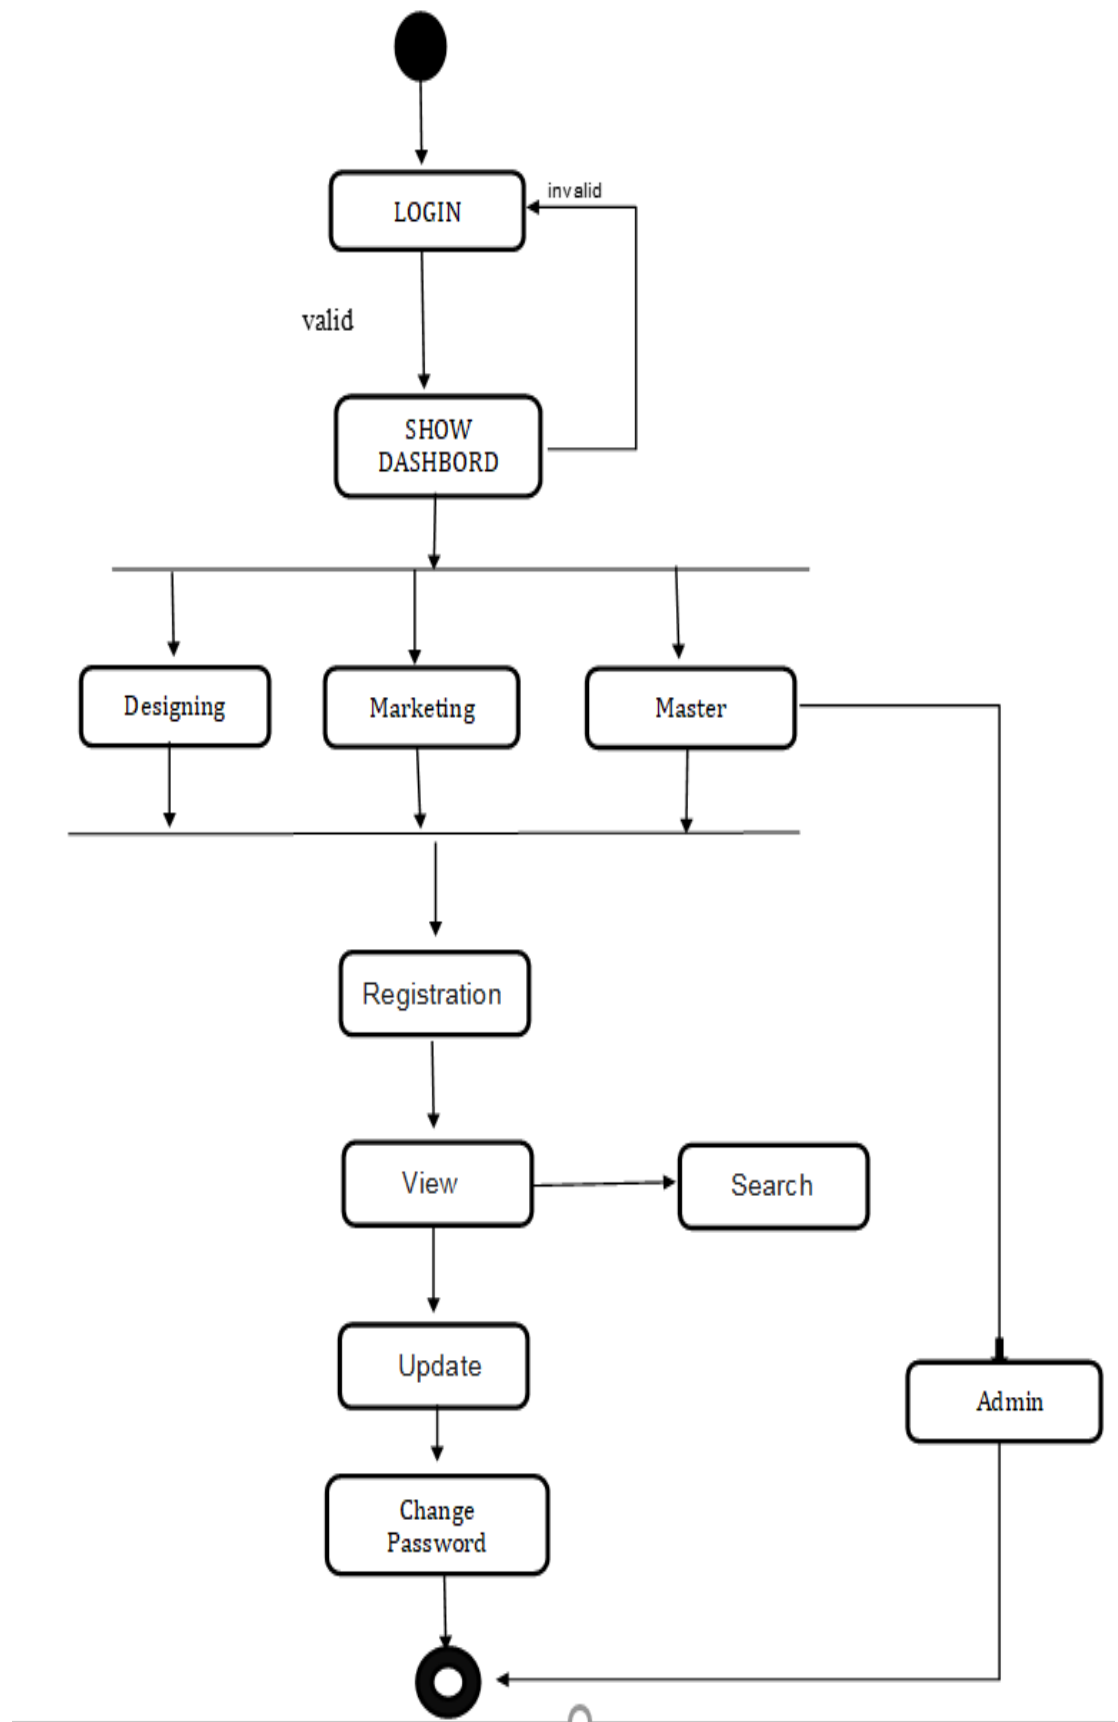 LOGIN
invalid
valid
SHOW
DASHBORD
Designing
Marketing
Master
Registration
View
Search
Update
Admin
Change
Password